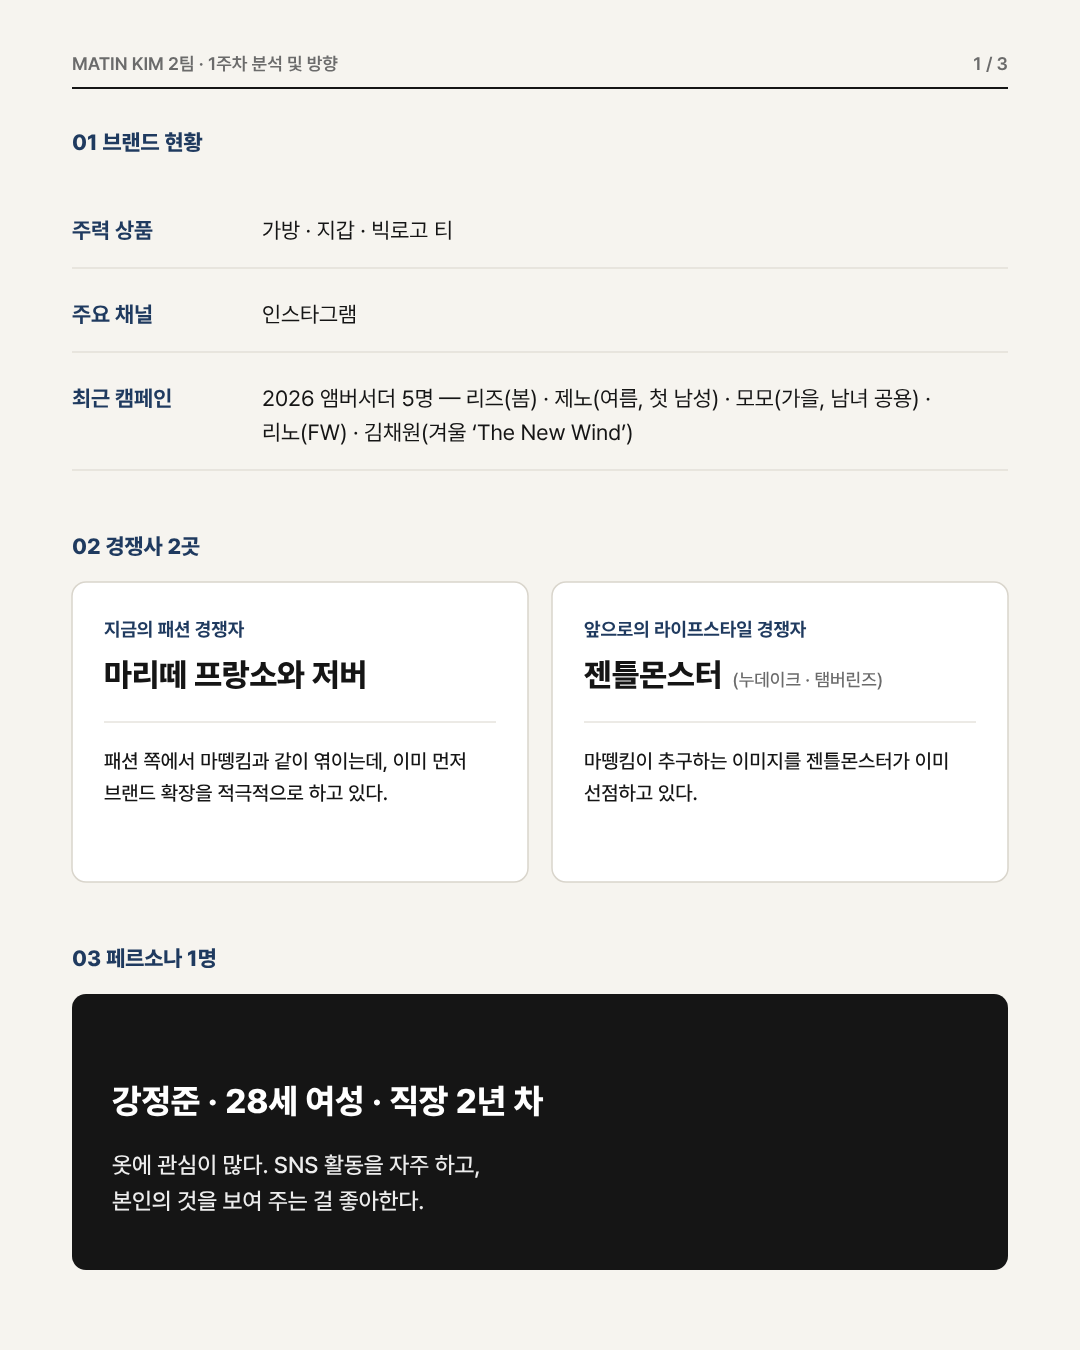 MATIN KIM 2팀 · 1주차 분석 및 방향
1 / 3
01 브랜드 현황
주력 상품
가방 · 지갑 · 빅로고 티
주요 채널
인스타그램
최근 캠페인
2026 앰버서더 5명 — 리즈(봄) · 제노(여름, 첫 남성) · 모모(가을, 남녀 공용) ·
리노(FW) · 김채원(겨울 ‘The New Wind’)
02 경쟁사 2곳
지금의 패션 경쟁자
마리떼 프랑소와 저버
패션 쪽에서 마뗑킴과 같이 엮이는데, 이미 먼저
브랜드 확장을 적극적으로 하고 있다.
앞으로의 라이프스타일 경쟁자
젠틀몬스터 (누데이크 · 탬버린즈)
마뗑킴이 추구하는 이미지를 젠틀몬스터가 이미
선점하고 있다.
03 페르소나 1명
강정준 · 28세 여성 · 직장 2년 차
옷에 관심이 많다. SNS 활동을 자주 하고,
본인의 것을 보여 주는 걸 좋아한다.